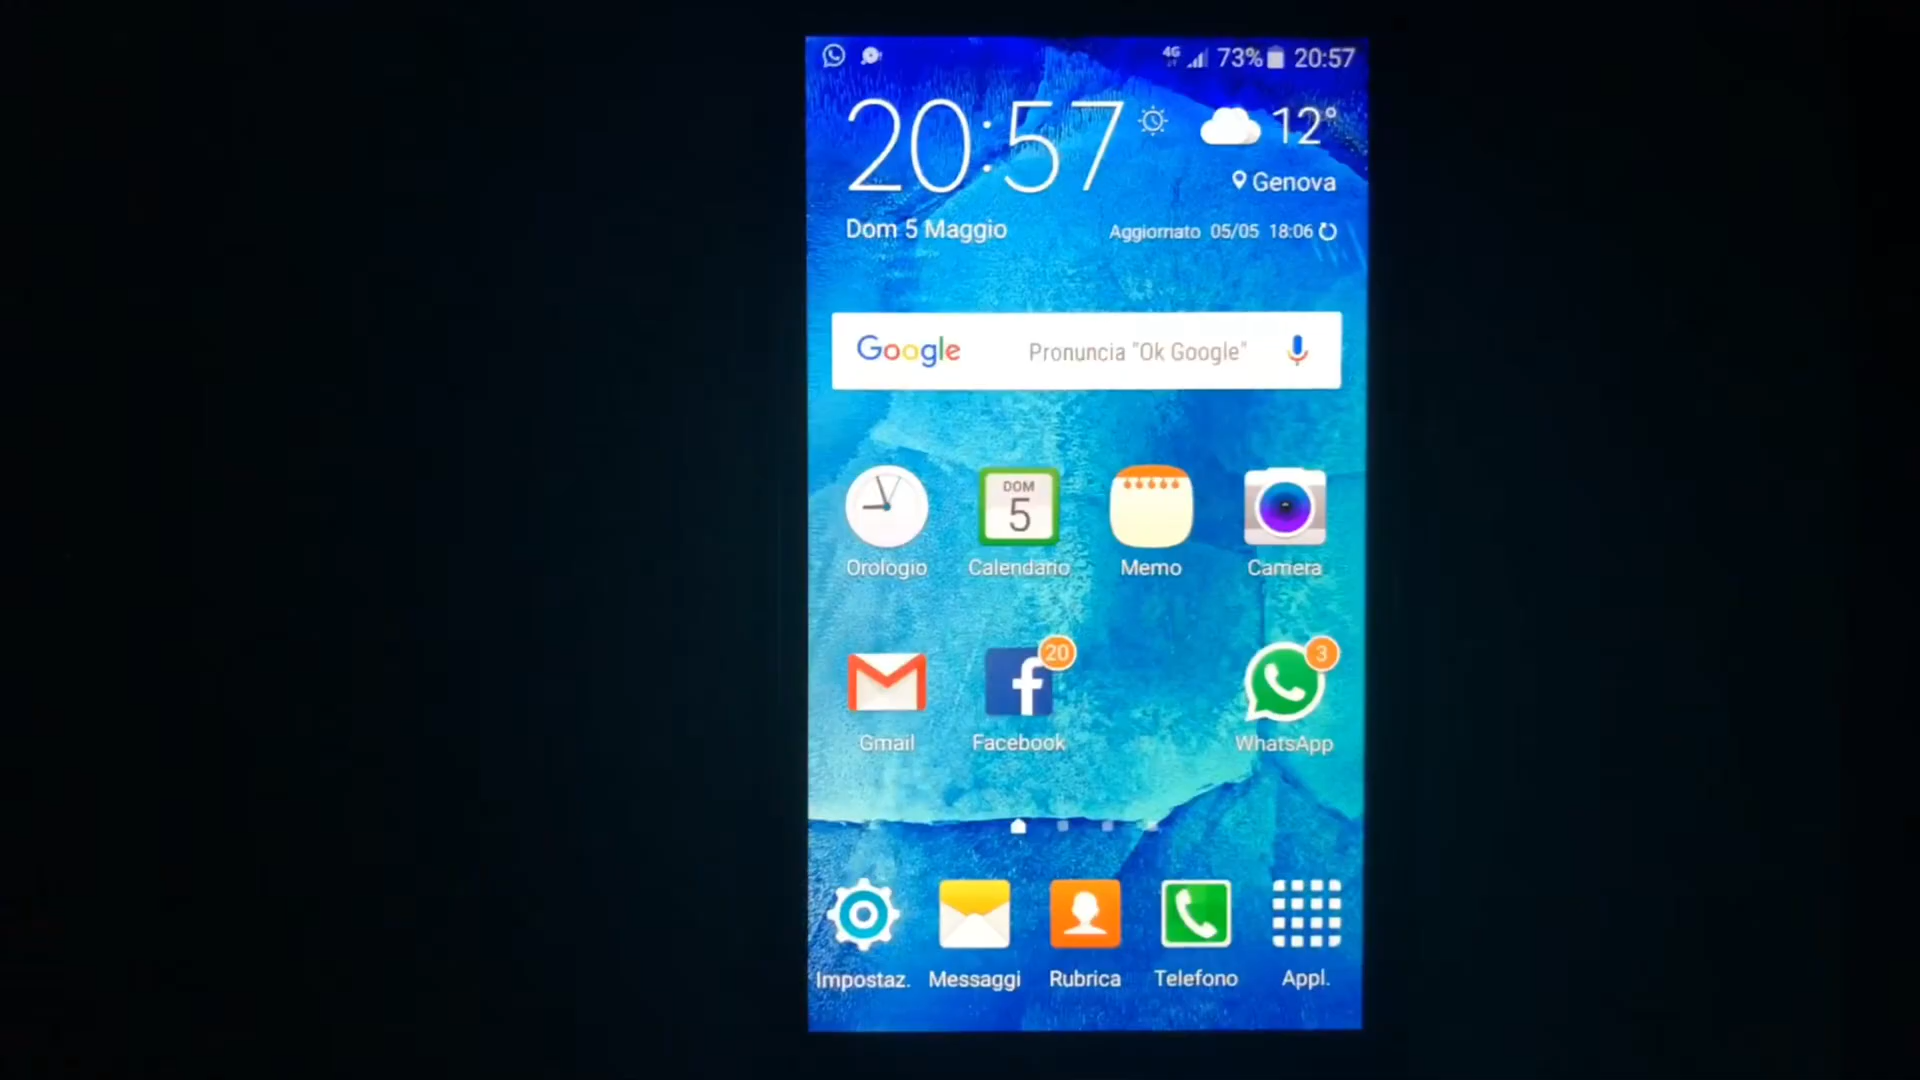 4G 73% 20:57
20:57 12°
Genova
Dom 5 Maggio Aggiornato 05/05 18:06
Google Pronuncia "Ok Google"
DOM
5
Orologio Calendario Memo Camera
20 3
Gmail Facebook WhatsApp
Impostaz. Messaggi Rubrica Telefono Appl.